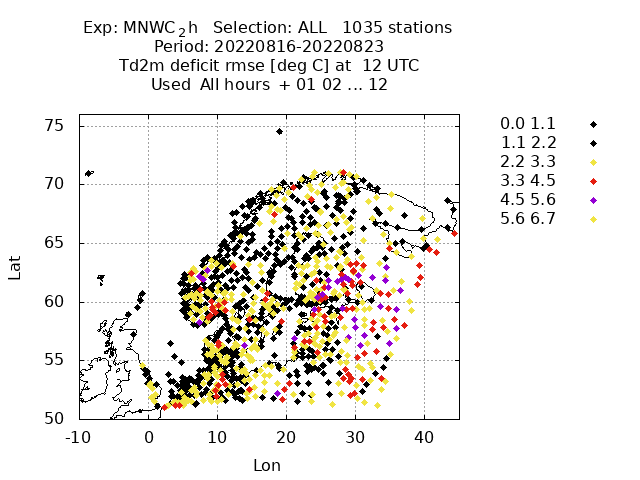 Exp: MNWC2h Selection: ALL 1035 stations
Period: 20220816-20220823
Td2m deficit rmse [deg C] at 12 UTC
Used All hours + 01 02 ... 12
75
70
65
60
55
50
-10 0 10 20 30 40
Lat
Lon
0.0 1.1
1.1 2.2
2.2 3.3
3.3 4.5
4.5 5.6
5.6 6.7